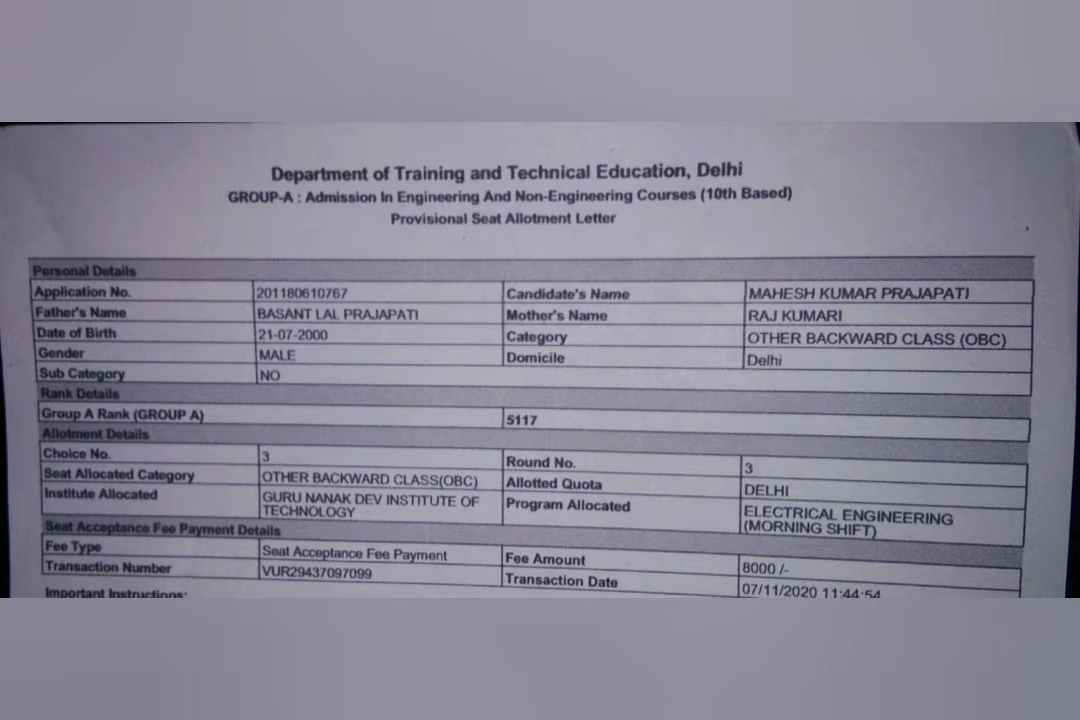 Department of Training and Technical Education, Delhi
GROUP-A : Admission In Engineering And Non-Engineering Courses (10th Based)
Provisional Seat Allotment Letter
Personal Details
Application No. 201180610767 Candidate's Name MAHESH KUMAR PRAJAPATI
Father's Name BASANT LAL PRAJAPATI Mother's Name RAJ KUMARI
Date of Birth 21-07-2000 Category OTHER BACKWARD CLASS (OBC)
Gender MALE Domicile Delhi
Sub Category NO
Rank Details
Group A Rank (GROUP A) 5117
Allotment Details
Choice No. 3 Round No. 3
Seat Allocated Category OTHER BACKWARD CLASS(OBC) Allotted Quota DELHI
Institute Allocated GURU NANAK DEV INSTITUTE OF Program Allocated ELECTRICAL ENGINEERING
TECHNOLOGY (MORNING SHIFT)
Seat Acceptance Fee Payment Details
Fee Type Seat Acceptance Fee Payment Fee Amount 8000 /-
Transaction Number VUR29437097099 Transaction Date 07/11/2020 11:44:54
Important Instructions: